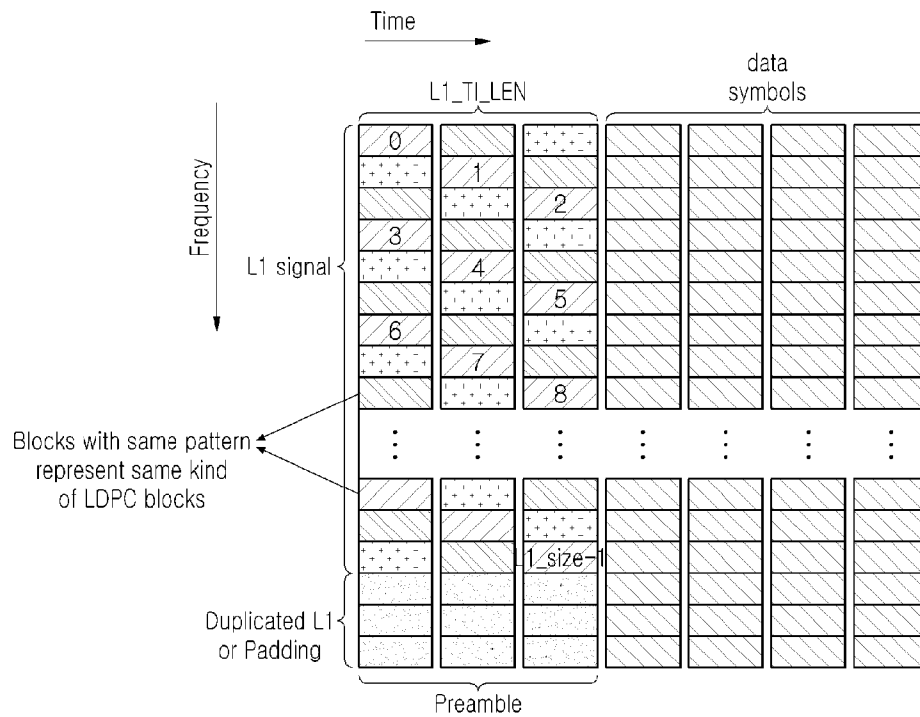 Time
L1_TI_LEN
data
symbols
Frequency
0
1
2
3
L1 signal
4
5
6
7
8
Blocks with same pattern
represent same kind
of LDPC blocks
L1_size-1
Duplicated L1
or Padding
Preamble